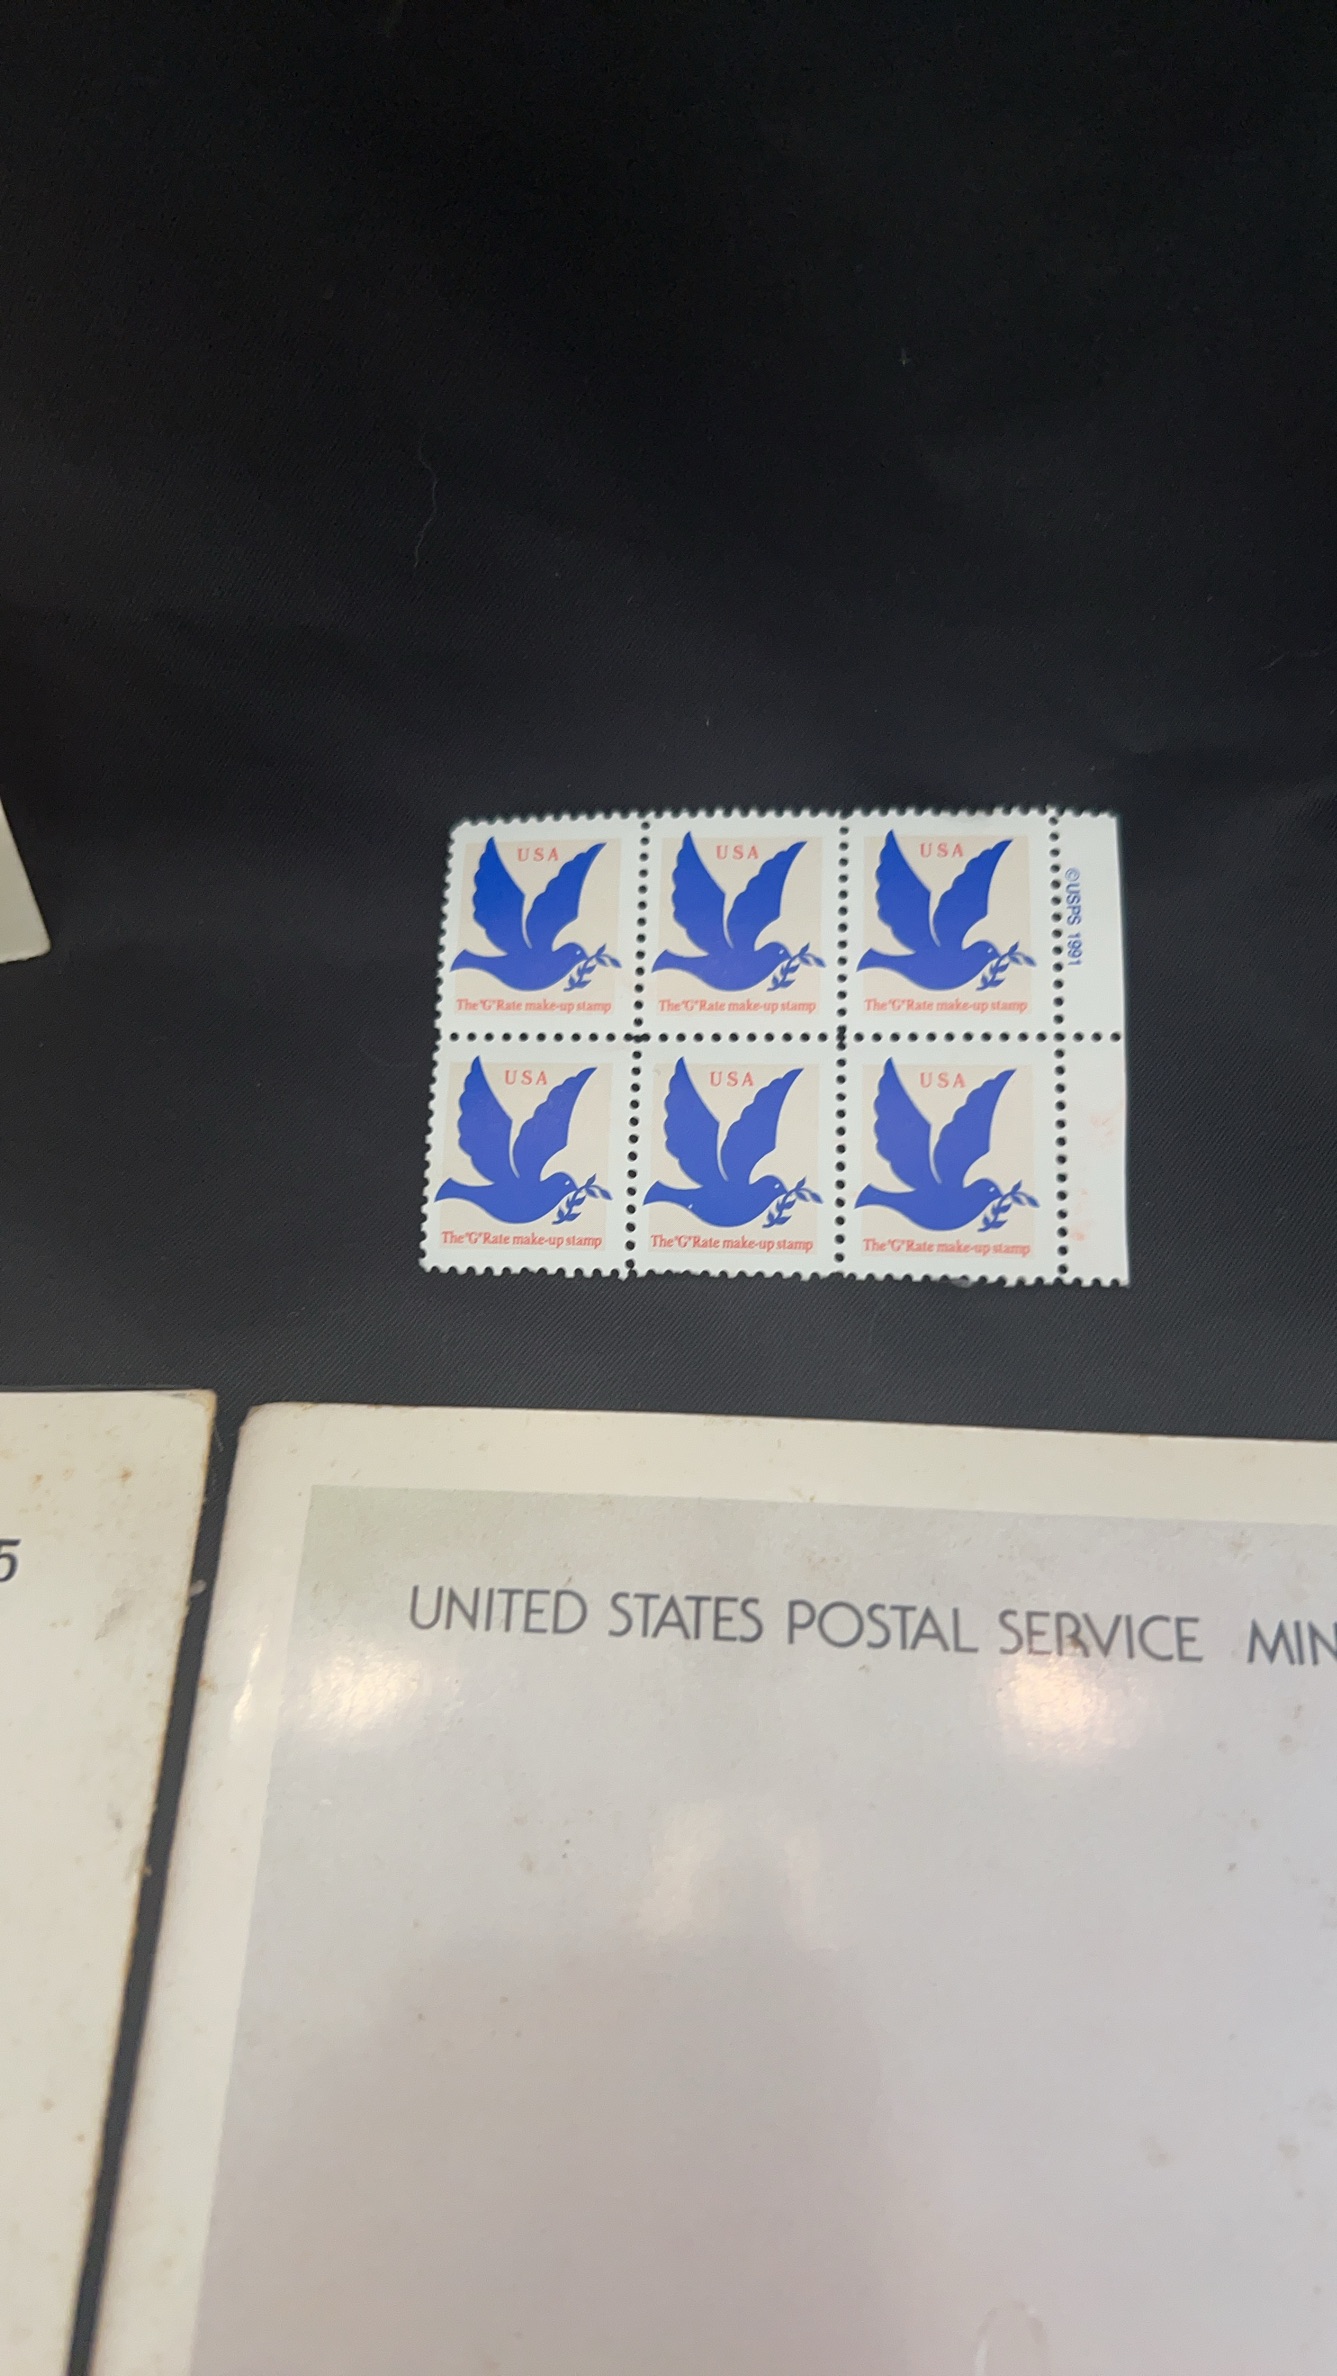 USA USA USA
The "G" Rate make-up stamp The "G" Rate make-up stamp The "G" Rate make-up stamp
©USPS 1991
USA USA USA
The "G" Rate make-up stamp The "G" Rate make-up stamp The "G" Rate make-up stamp
5
UNITED STATES POSTAL SERVICE MIN